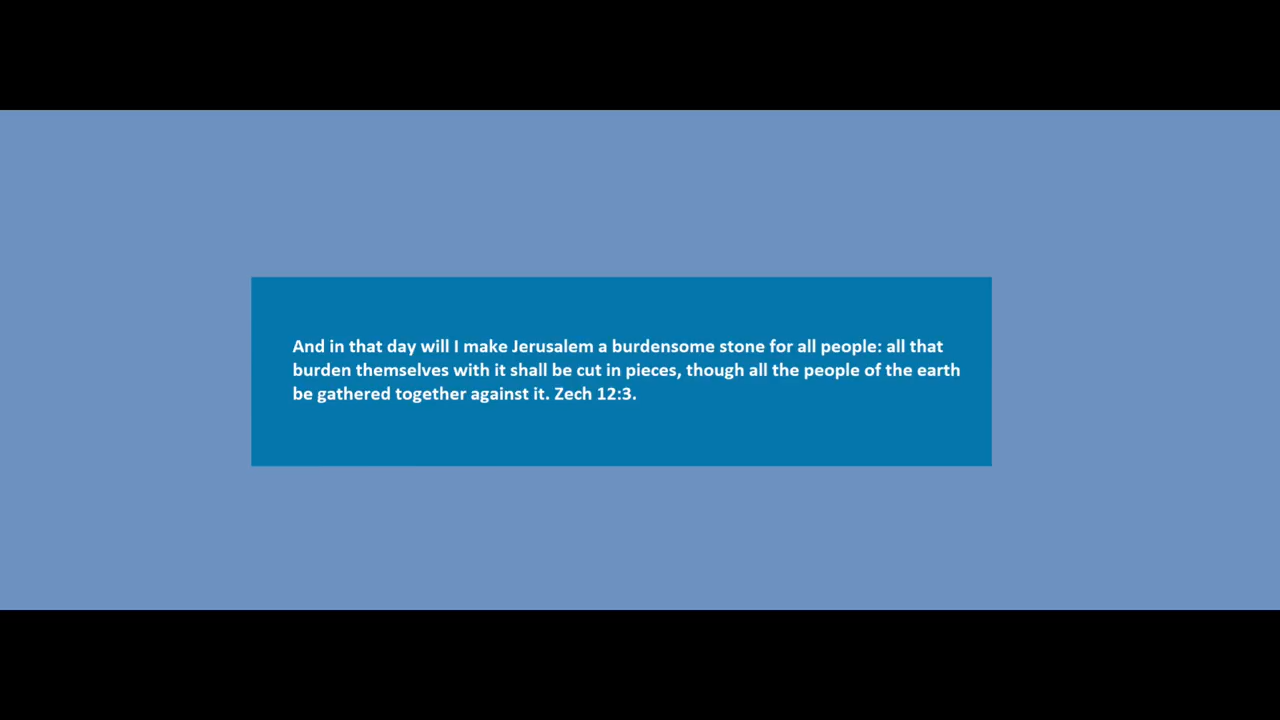 And in that day will I make Jerusalem a burdensome stone for all people: all that
burden themselves with it shall be cut in pieces, though all the people of the earth
be gathered together against it. Zech 12:3.